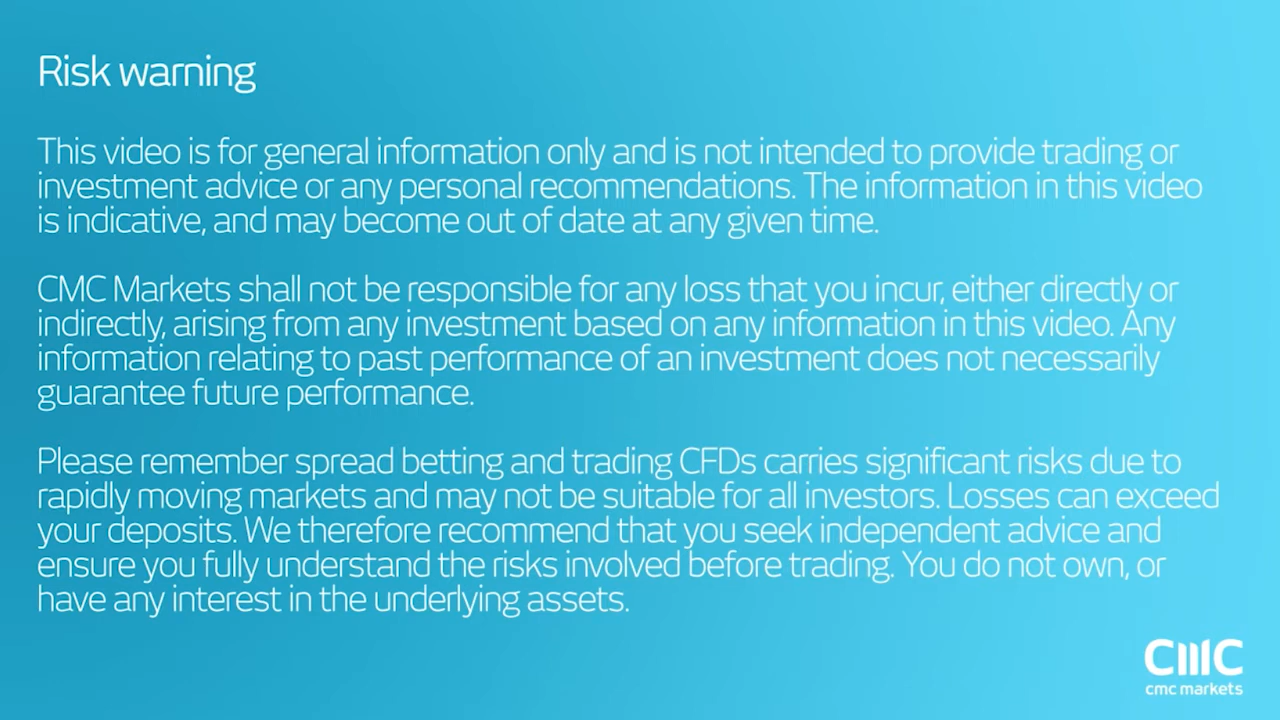 Risk warning
This video is for general information only and is not intended to provide trading or
investment advice or any personal recommendations. The information in this video
is indicative, and may become out of date at any given time.
CMC Markets shall not be responsible for any loss that you incur, either directly or
indirectly, arising from any investment based on any information in this video. Any
information relating to past performance of an investment does not necessarily
guarantee future performance.
Please remember spread betting and trading CFDs carries significant risks due to
rapidly moving markets and may not be suitable for all investors. Losses can exceed
your deposits. We therefore recommend that you seek independent advice and
ensure you fully understand the risks involved before trading. You do not own, or
have any interest in the underlying assets.
CMC
cmc markets